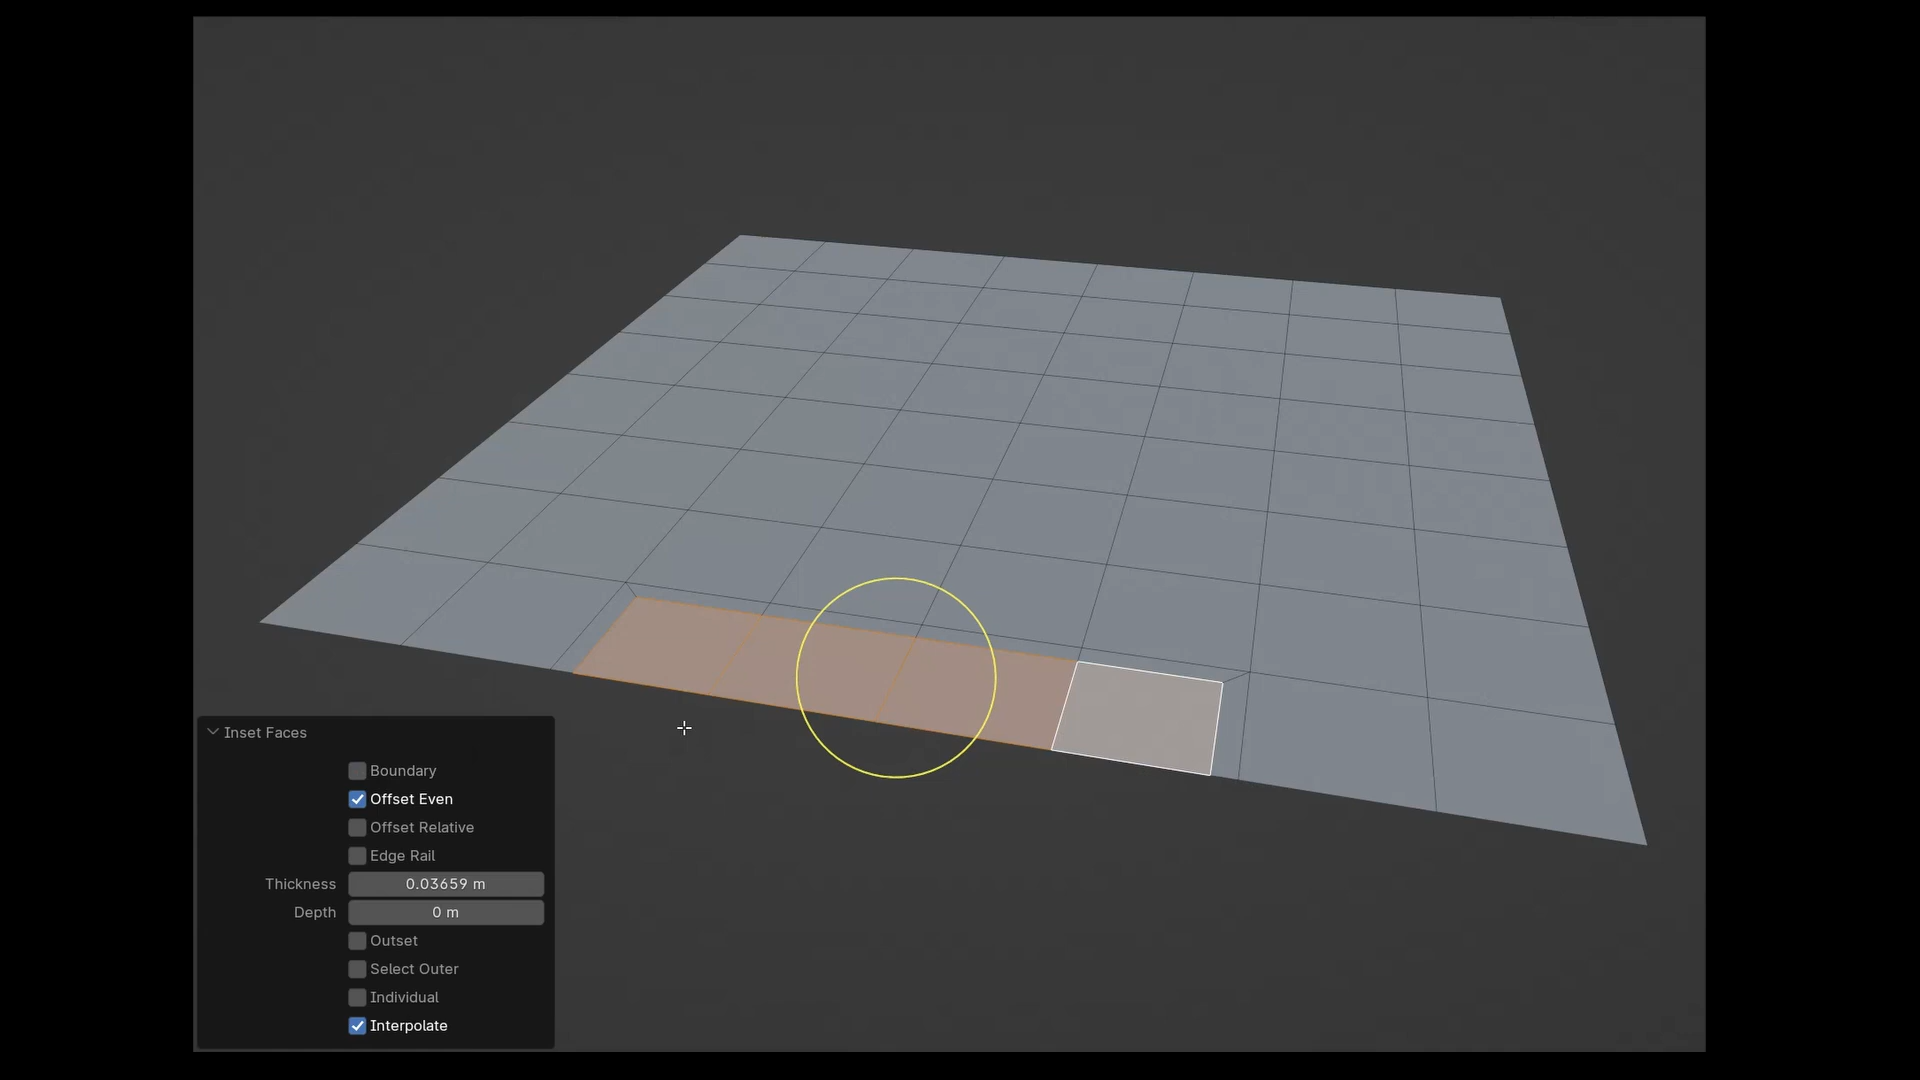 Inset Faces
Boundary
Offset Even
Offset Relative
Edge Rail
Thickness 0.03659 m
Depth 0 m
Outset
Select Outer
Individual
Interpolate